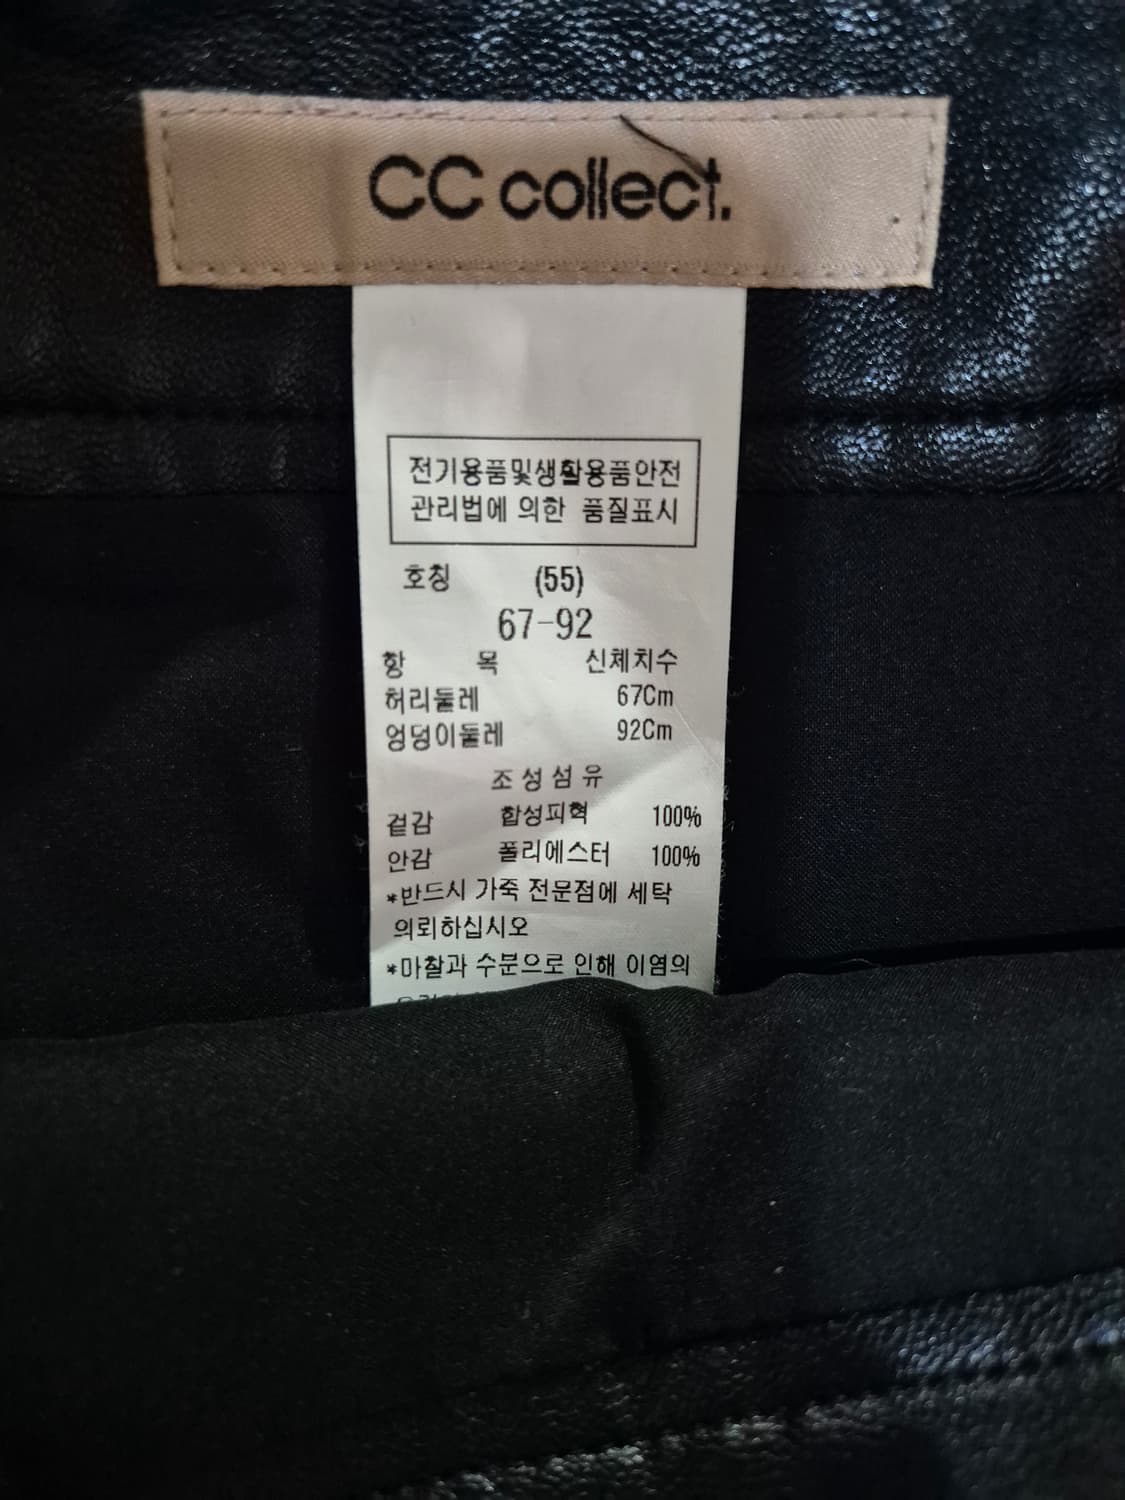 CC collect.
전기용품및생활용품안전
관리법에 의한 품질표시
호칭 (55)
67-92
항 목 신체치수
허리둘레 67Cm
엉덩이둘레 92Cm
조성섬유
겉감 합성피혁 100%
안감 폴리에스터 100%
*반드시 가죽 전문점에 세탁
의뢰하십시오
*마찰과 수분으로 인해 이염의